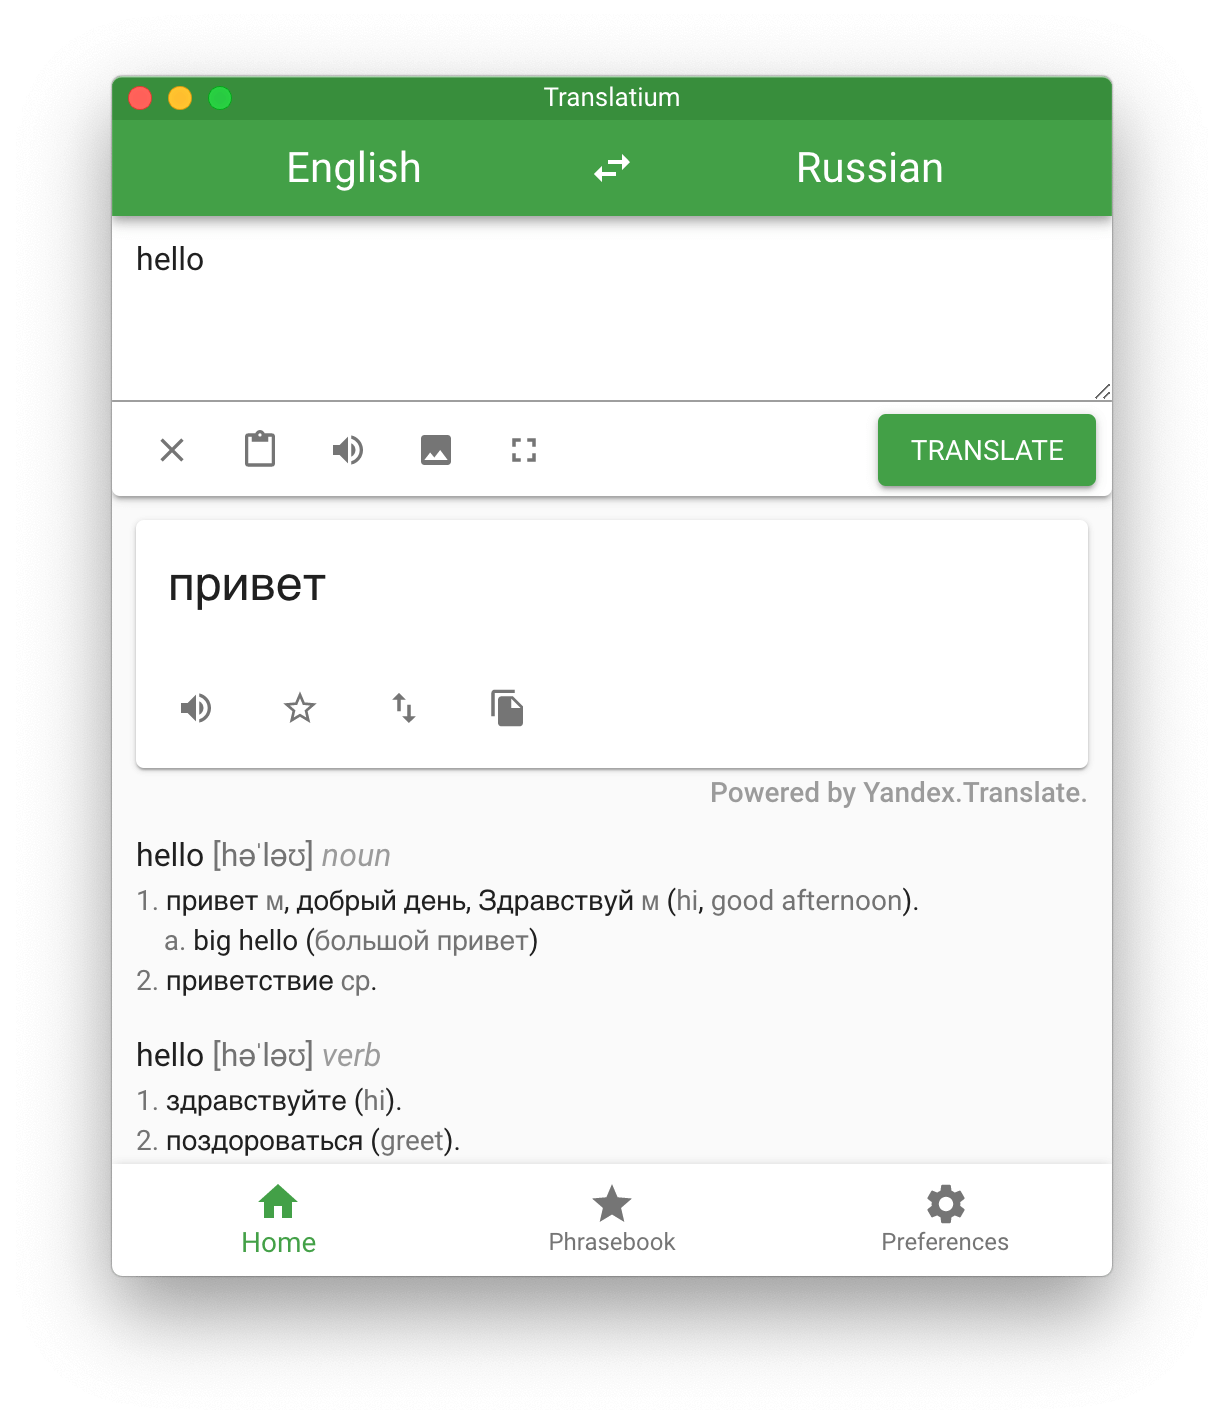 Translatium
English
Russian
hello
TRANSLATE
привет
Powered by Yandex.Translate.
hello [həˈləʊ] noun
1. привет м, добрый день, Здравствуй м (hi, good afternoon).
a. big hello (большой привет)
2. приветствие ср.
hello [həˈləʊ] verb
1. здравствуйте (hi).
2. поздороваться (greet).
Home
Phrasebook
Preferences